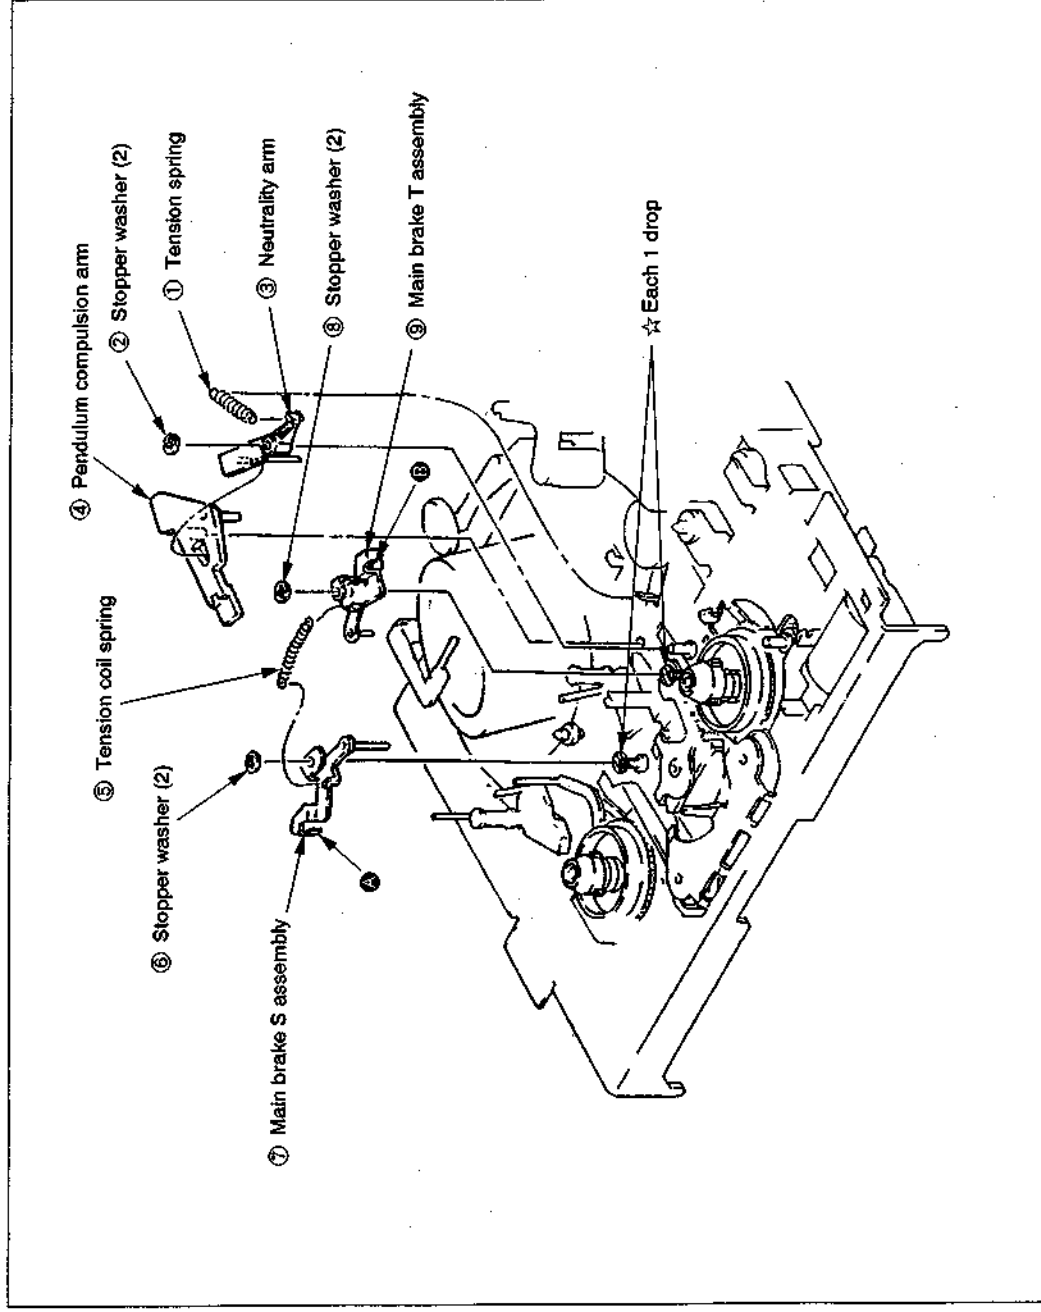 ④ Pendulum compulsion arm
② Stopper washer (2)
① Tension spring
③ Neutrality arm
⑧ Stopper washer (2)
⑨ Main brake T assembly
B
☆ Each 1 drop
⑤ Tension coil spring
⑥ Stopper washer (2)
A
⑦ Main brake S assembly